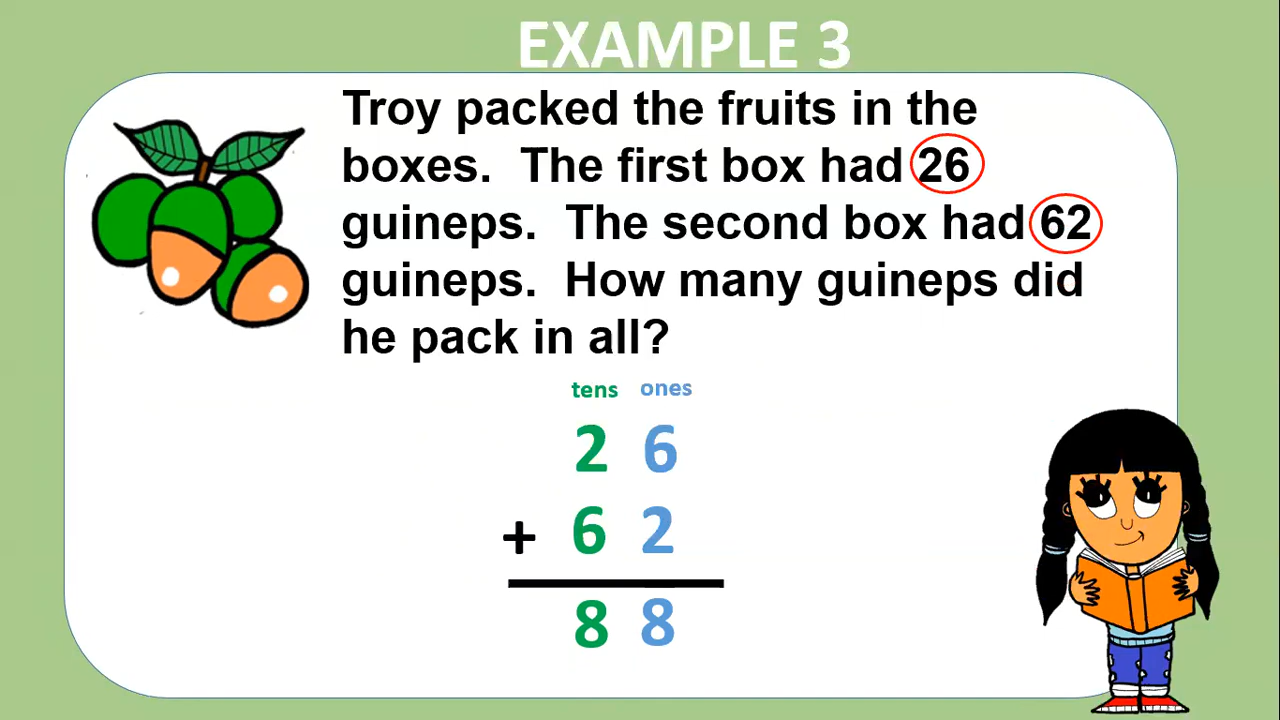 EXAMPLE 3
Troy packed the fruits in the
boxes. The first box had 26
guineps. The second box had 62
guineps. How many guineps did
he pack in all?
tens ones
2 6
+ 6 2
8 8